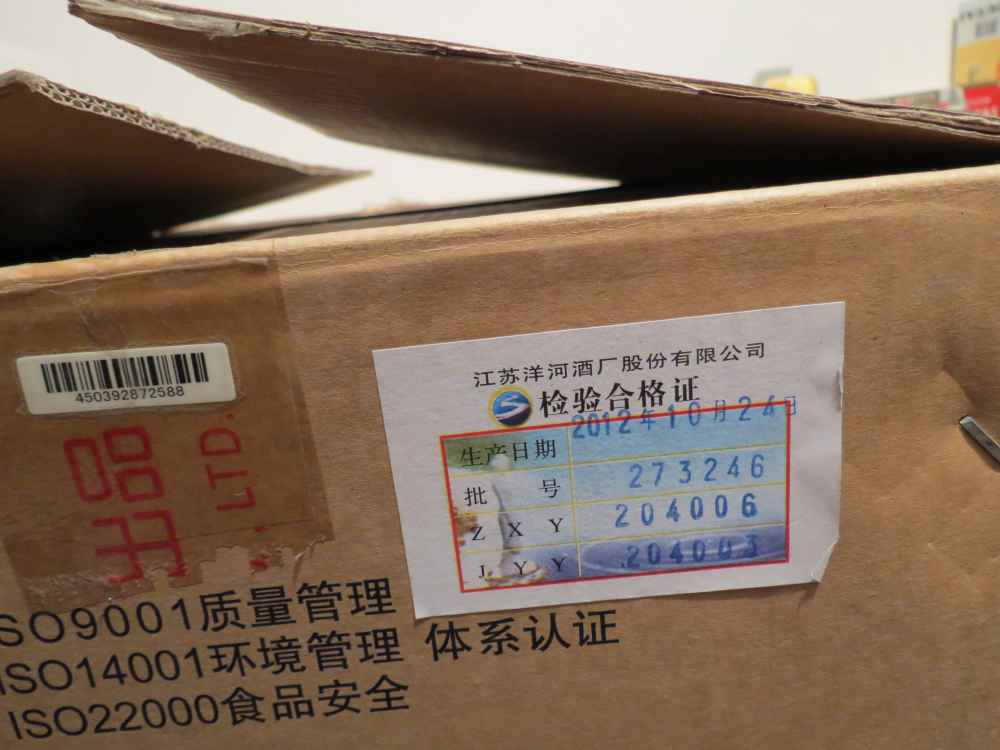 450392872588
出品
LTD.
江苏洋河酒厂股份有限公司
检验合格证
生产日期 2012年10月24日
批 号 273246
Z X Y 204006
J Y Y 204003
ISO9001质量管理
ISO14001环境管理 体系认证
ISO22000食品安全